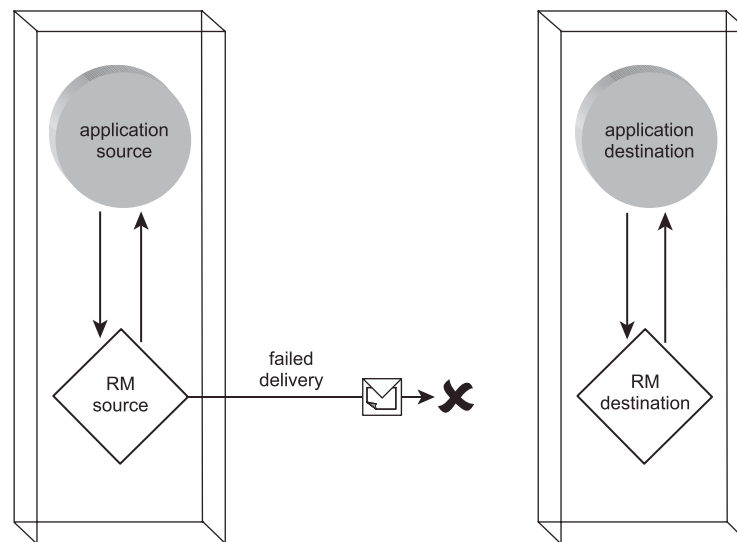 application
source
application
destination
failed
delivery
RM
source
RM
destination